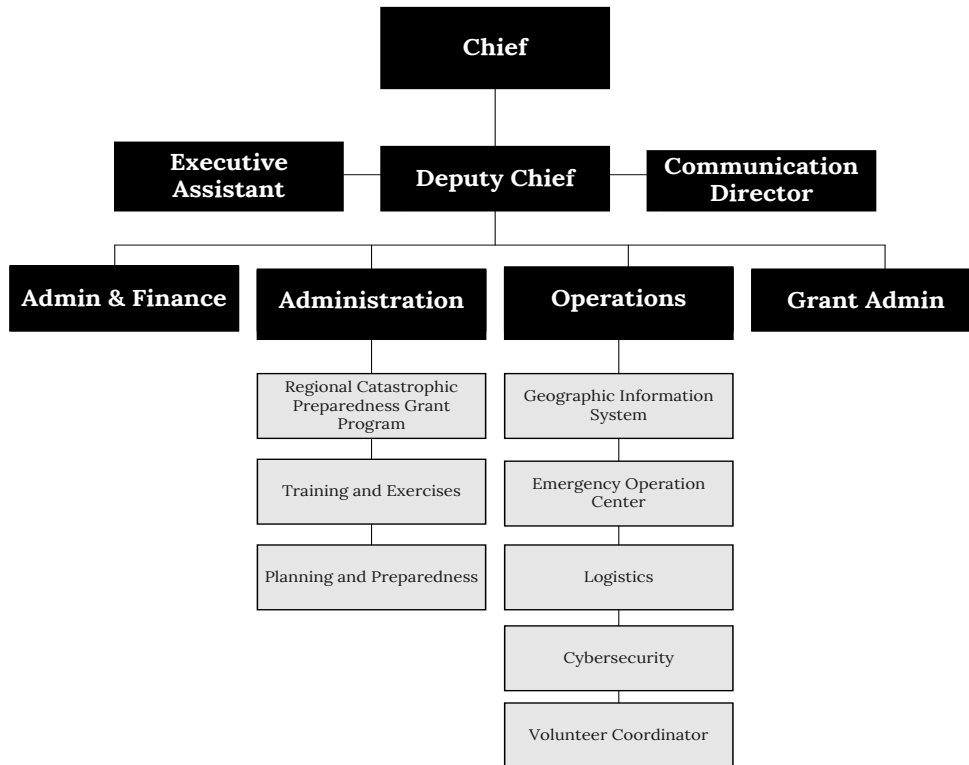 Chief
Executive
Assistant
Deputy Chief
Communication
Director
Admin & Finance
Administration
Operations
Grant Admin
Regional Catastrophic
Preparedness Grant
Program
Geographic Information
System
Training and Exercises
Emergency Operation
Center
Planning and Preparedness
Logistics
Cybersecurity
Volunteer Coordinator